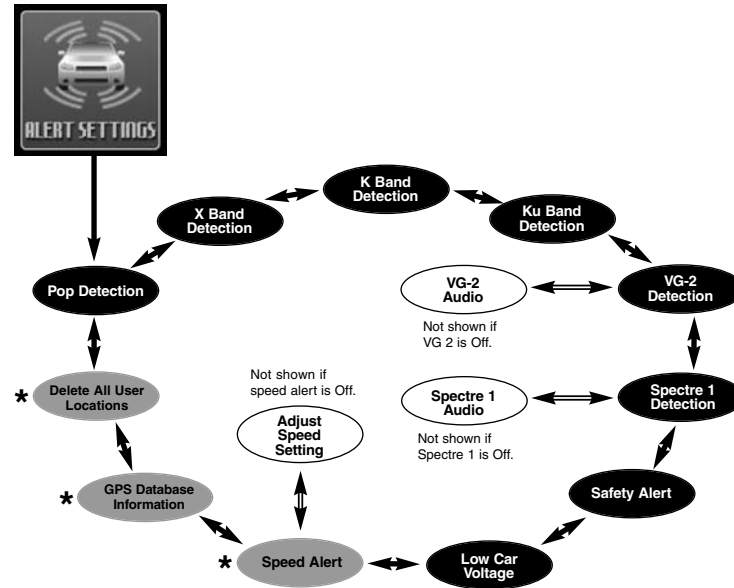 ALERT SETTINGS
K Band
Detection
X Band
Detection
Ku Band
Detection
Pop Detection
VG-2
Audio
VG-2
Detection
Not shown if
VG 2 is Off.
Not shown if
speed alert is Off.
* Delete All User
Locations
Spectre 1
Audio
Spectre 1
Detection
Adjust
Speed
Setting
Not shown if
Spectre 1 is Off.
* GPS Database
Information
Safety Alert
* Speed Alert
Low Car
Voltage